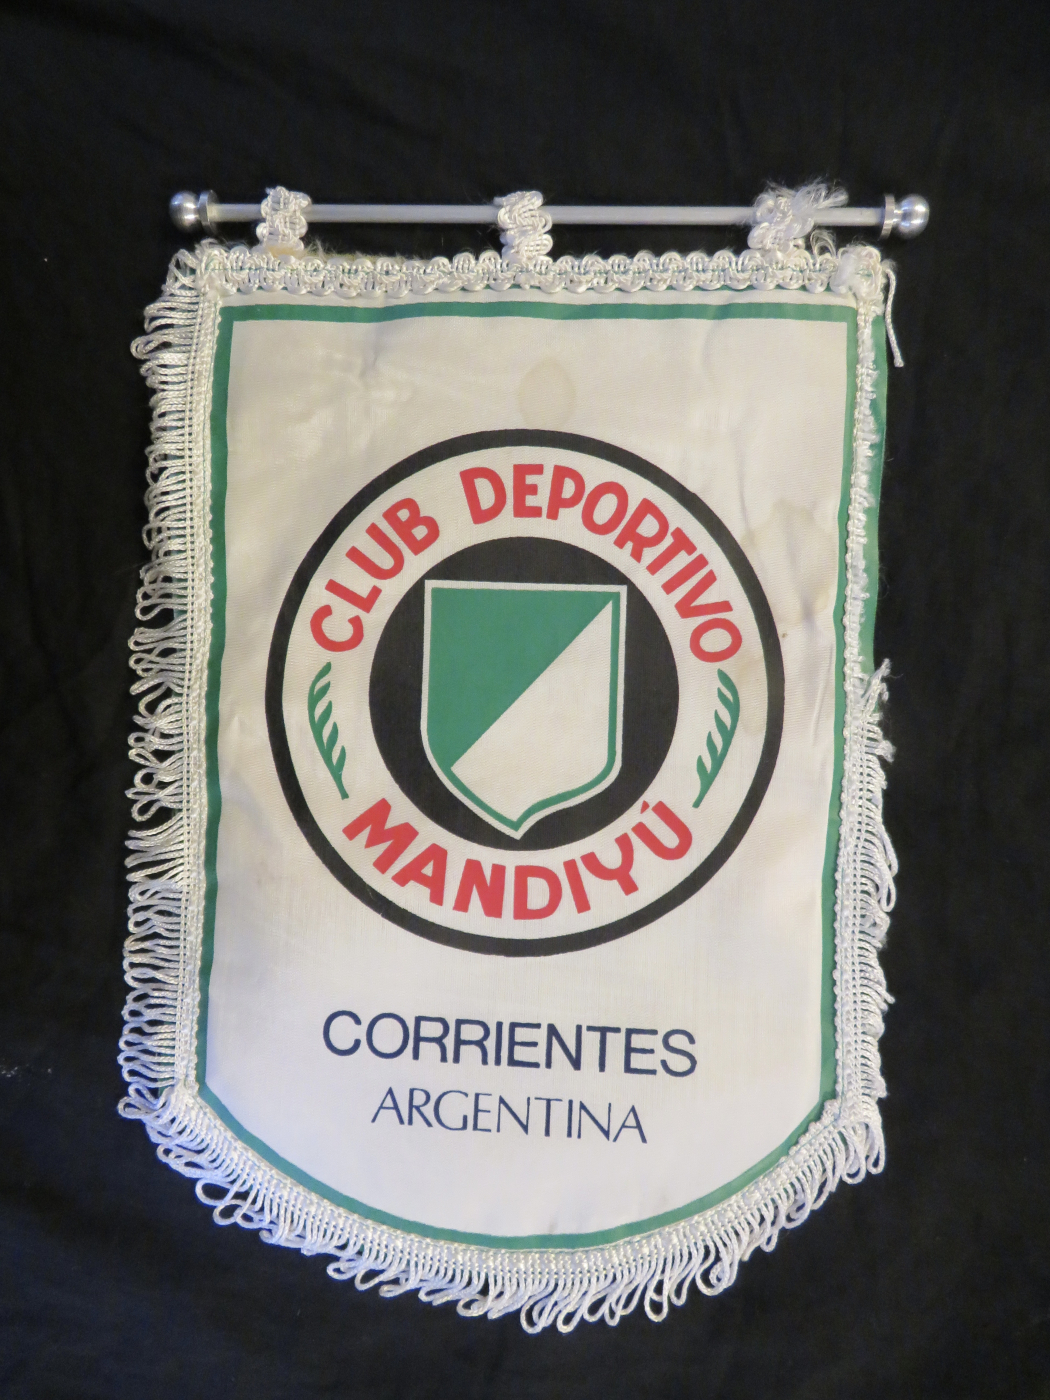 CLUB DEPORTIVO
MANDIYÚ
CORRIENTES
ARGENTINA